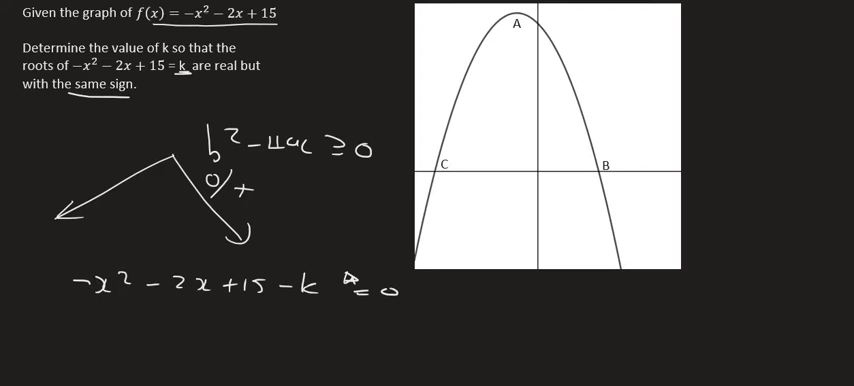 Given the graph of f(x) = −x² − 2x + 15
Determine the value of k so that the
roots of −x² − 2x + 15 = k are real but
with the same sign.
b² - 4ac ≥ 0
0/+
-x² - 2x + 15 - k = 0
A
C
B